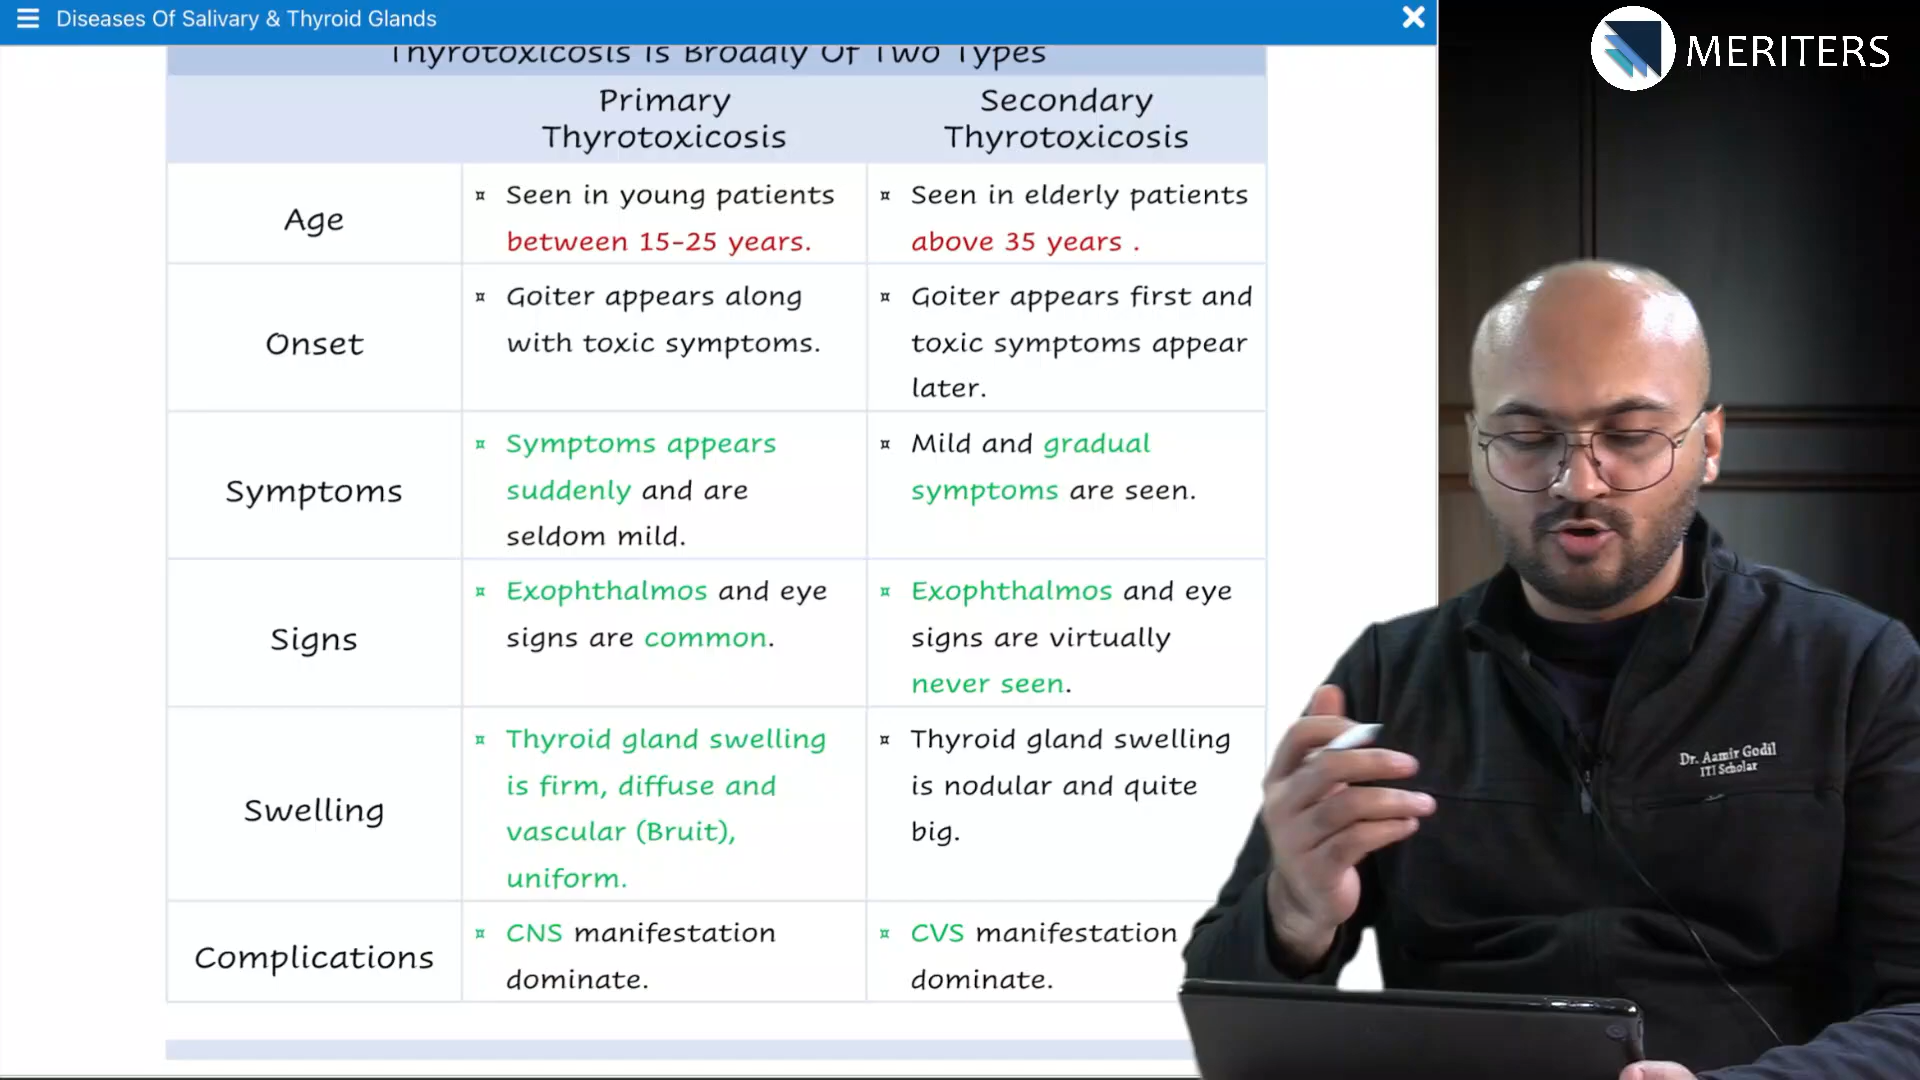 Diseases Of Salivary & Thyroid Glands
MERITERS
Thyrotoxicosis Is Broadly Of Two Types
Primary Thyrotoxicosis
Secondary Thyrotoxicosis
Age
¤ Seen in young patients
between 15-25 years.
¤ Seen in elderly patients
above 35 years .
Onset
¤ Goiter appears along
with toxic symptoms.
¤ Goiter appears first and
toxic symptoms appear
later.
Symptoms
¤ Symptoms appears
suddenly and are
seldom mild.
¤ Mild and gradual
symptoms are seen.
Signs
¤ Exophthalmos and eye
signs are common.
¤ Exophthalmos and eye
signs are virtually
never seen.
Swelling
¤ Thyroid gland swelling
is firm, diffuse and
vascular (Bruit),
uniform.
¤ Thyroid gland swelling
is nodular and quite
big.
Complications
¤ CNS manifestation
dominate.
¤ CVS manifestation
dominate.
Dr. Aamir Godil
ITI Scholar